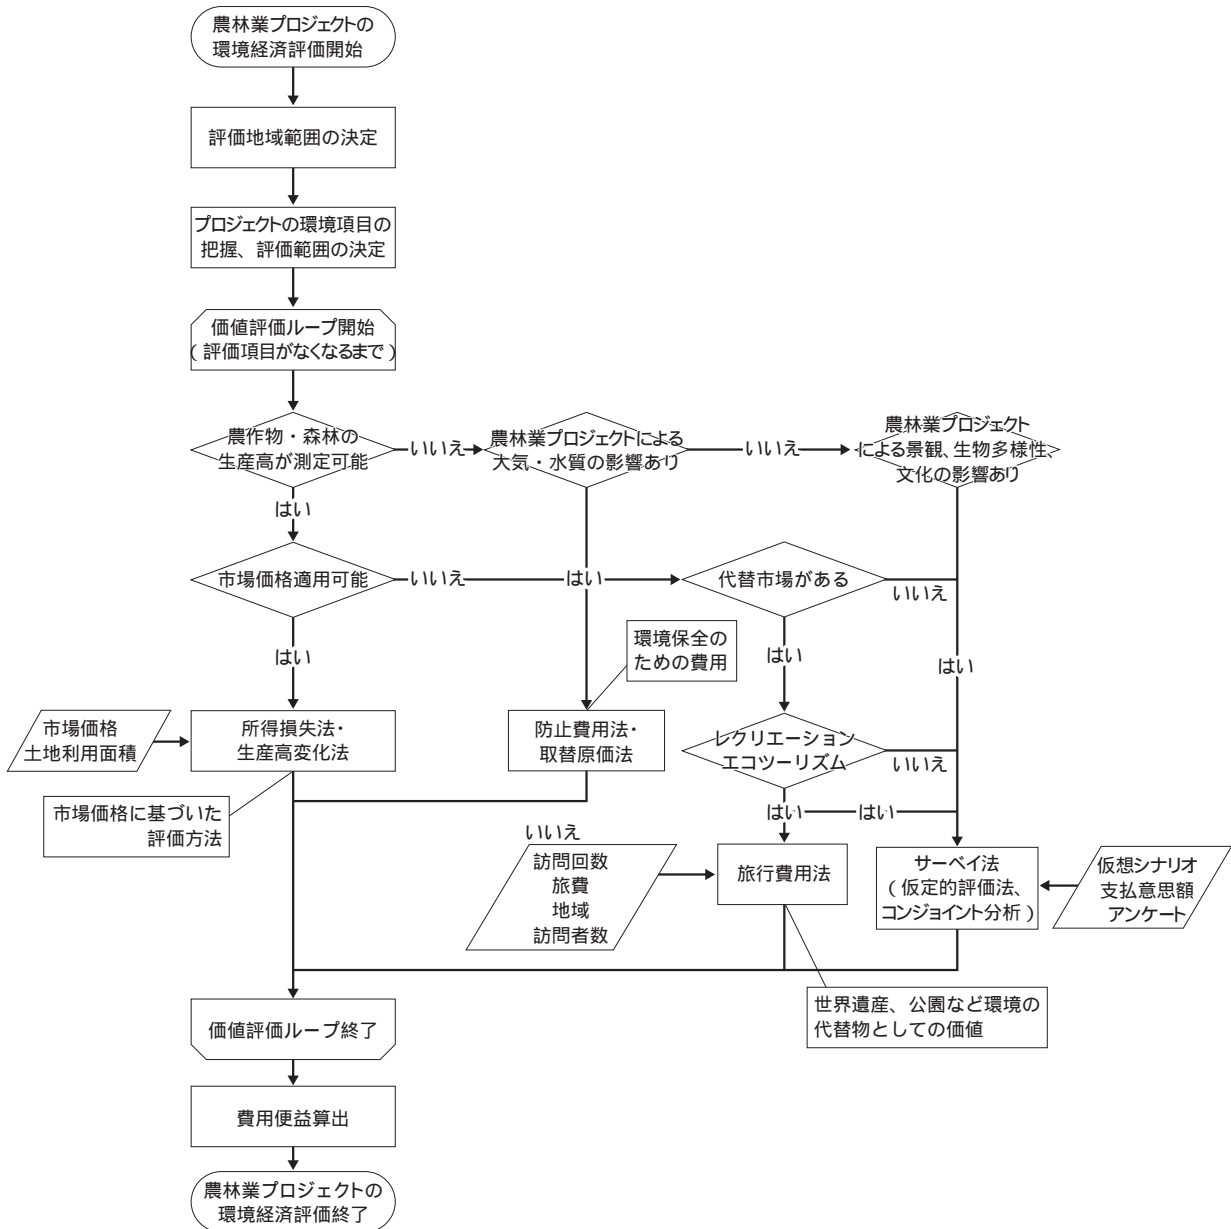 農林業プロジェクトの
環境経済評価開始
評価地域範囲の決定
プロジェクトの環境項目の
把握、評価範囲の決定
価値評価ループ開始
(評価項目がなくなるまで)
農作物・森林の
生産高が測定可能
いいえ
農林業プロジェクトによる
大気・水質の影響あり
いいえ
農林業プロジェクト
による景観、生物多様性、
文化の影響あり
はい
市場価格適用可能
いいえ
はい
代替市場がある
いいえ
環境保全の
ための費用
はい
はい
はい
市場価格
土地利用面積
所得損失法・
生産高変化法
防止費用法・
取替原価法
レクリエーション
エコツーリズム
いいえ
市場価格に基づいた
評価方法
はい
はい
いいえ
訪問回数
旅費
地域
訪問者数
旅行費用法
サーベイ法
(仮定的評価法、
コンジョイント分析)
仮想シナリオ
支払意思額
アンケート
世界遺産、公園など環境の
代替物としての価値
価値評価ループ終了
費用便益算出
農林業プロジェクトの
環境経済評価終了